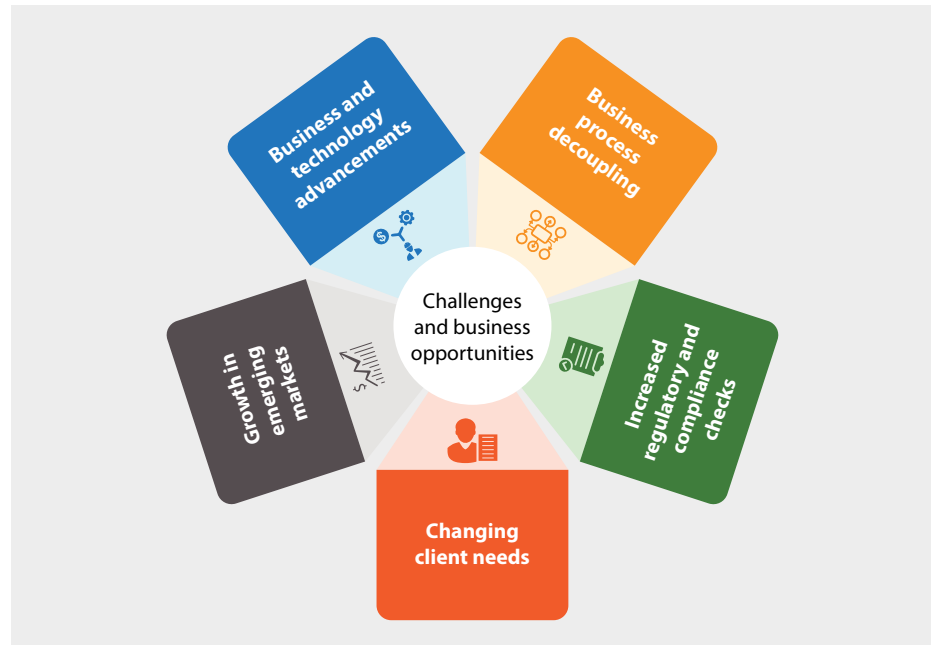 Business and
technology
advancements
Business
process
decoupling
Challenges
and business
opportunities
Growth in
emerging
markets
Increased
regulatory and
compliance
checks
Changing
client needs
$
$